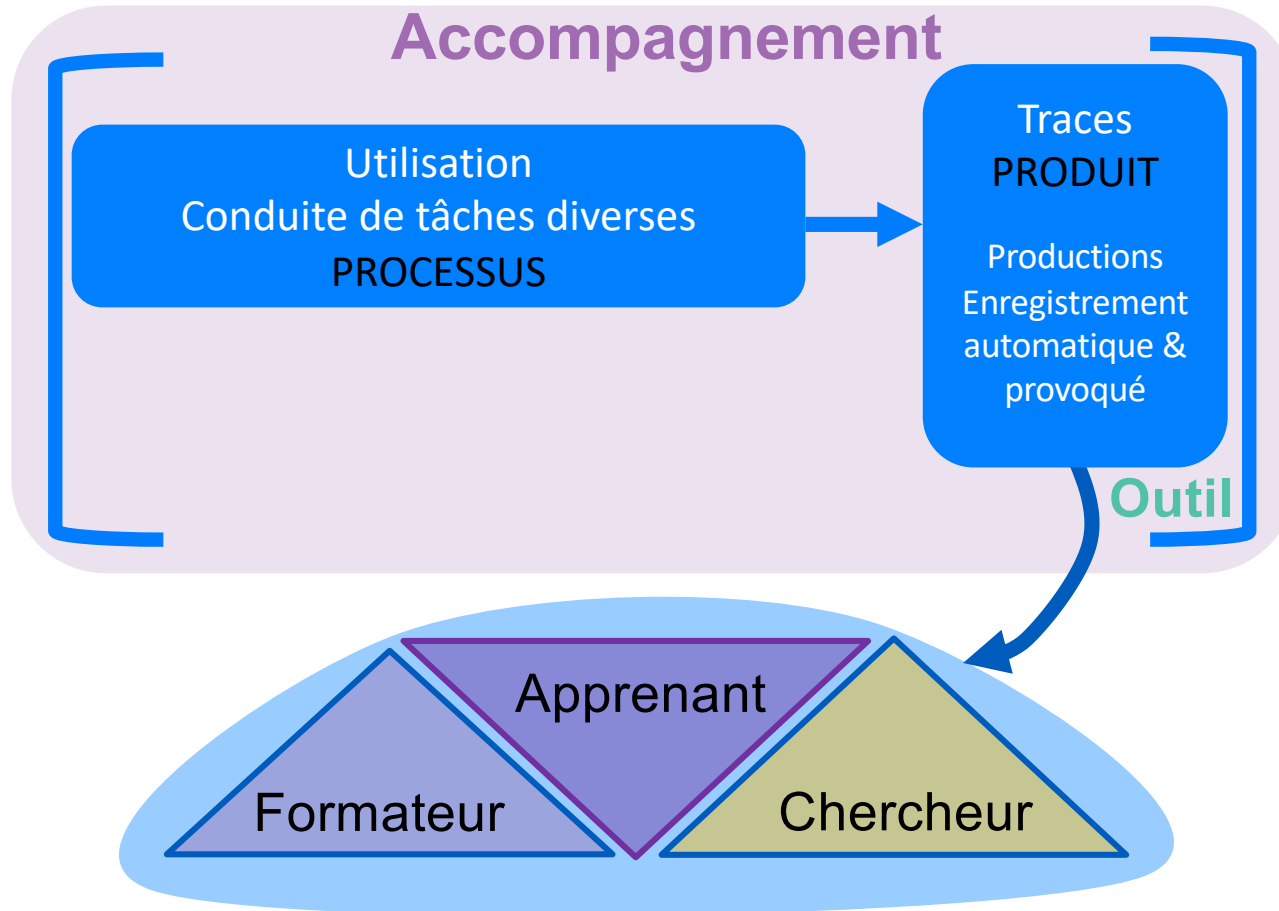 Accompagnement
Utilisation
Conduite de tâches diverses
PROCESSUS
Traces
PRODUIT
Productions
Enregistrement
automatique &
provoqué
Outil
Apprenant
Formateur
Chercheur